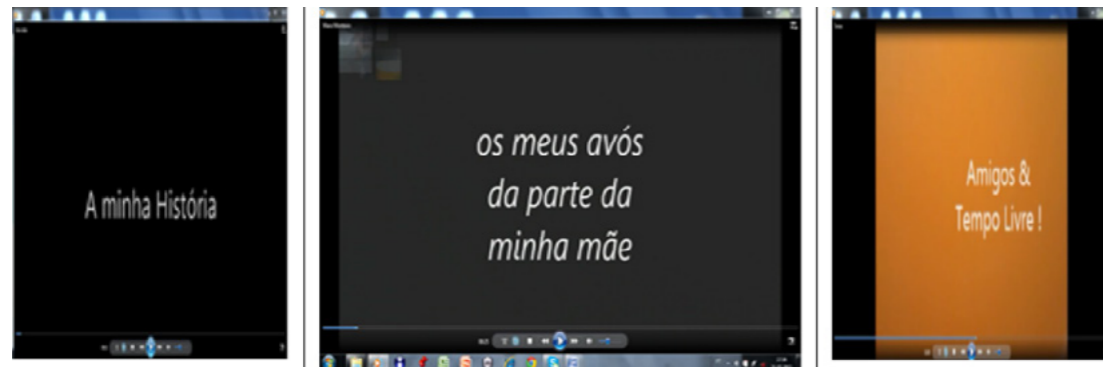 A minha História
os meus avós
da parte da
minha mãe
Amigos &
Tempo Livre !